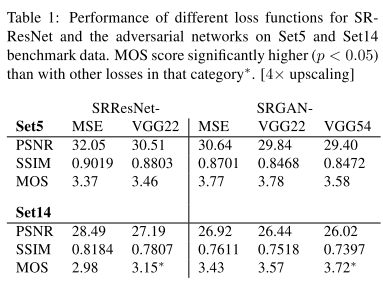 Table 1: Performance of different loss functions for SR-
ResNet and the adversarial networks on Set5 and Set14
benchmark data. MOS score significantly higher (p < 0.05)
than with other losses in that category*. [4× upscaling]
SRResNet- SRGAN-
Set5 MSE VGG22 MSE VGG22 VGG54
PSNR 32.05 30.51 30.64 29.84 29.40
SSIM 0.9019 0.8803 0.8701 0.8468 0.8472
MOS 3.37 3.46 3.77 3.78 3.58
Set14
PSNR 28.49 27.19 26.92 26.44 26.02
SSIM 0.8184 0.7807 0.7611 0.7518 0.7397
MOS 2.98 3.15* 3.43 3.57 3.72*